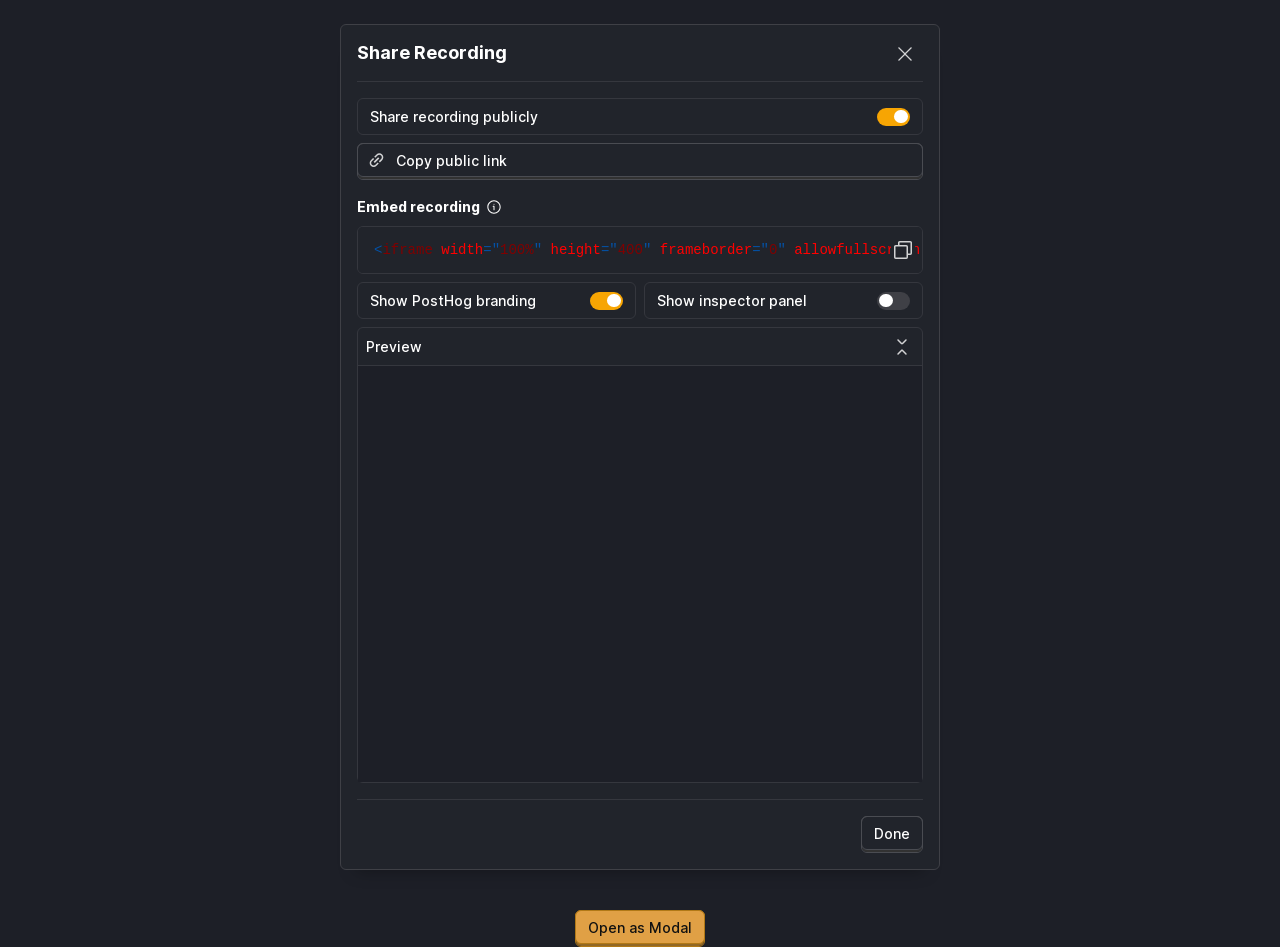 Share Recording
Share recording publicly
Copy public link
Embed recording
<iframe width="100%" height="450" frameborder="0" allowfullscreen
Show PostHog branding
Show inspector panel
Preview
Done
Open as Modal